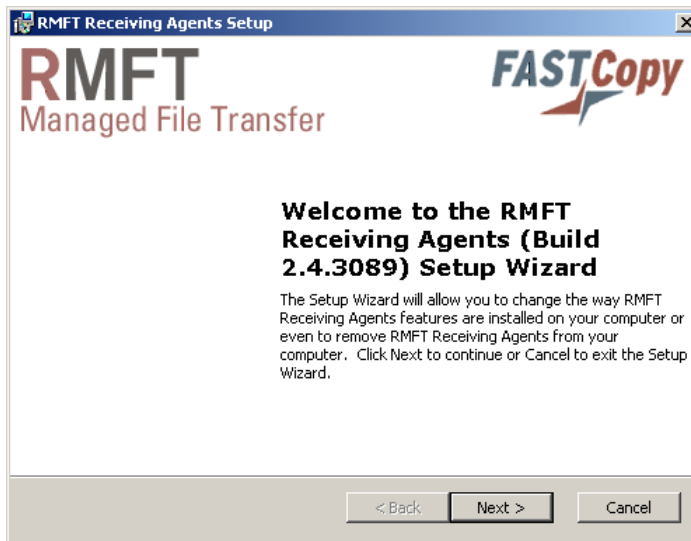 RMFT Receiving Agents Setup
RMFT
Managed File Transfer
FASTCopy
Welcome to the RMFT
Receiving Agents (Build
2.4.3089) Setup Wizard
The Setup Wizard will allow you to change the way RMFT
Receiving Agents features are installed on your computer or
even to remove RMFT Receiving Agents from your
computer. Click Next to continue or Cancel to exit the Setup
Wizard.
< Back
Next >
Cancel